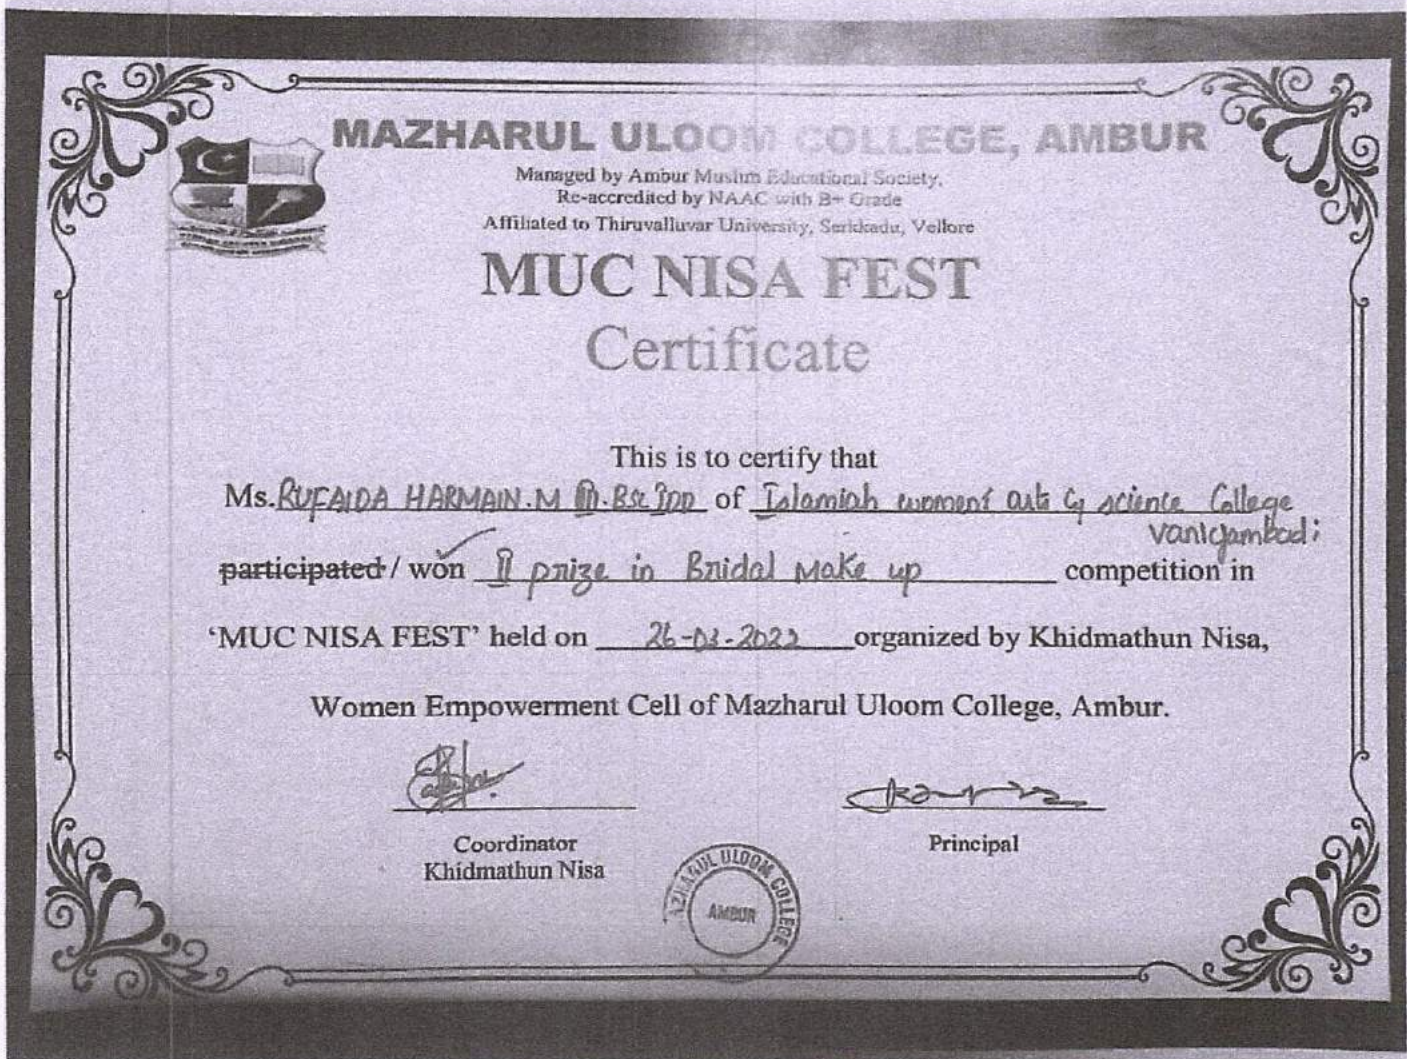 MAZHARUL ULOOM COLLEGE, AMBUR
Managed by Ambur Muslim Educational Society,
Re-accredited by NAAC with B+ Grade
Affiliated to Thiruvalluvar University, Serkkadu, Vellore
MUC NISA FEST
Certificate
This is to certify that
Ms. RUFAIDA HARMAIN.M III.BSc IDD of Islamiah women's arts & science College
vaniyambadi
participated / won II prize in Bridal Make up competition in
'MUC NISA FEST' held on 26-03-2022 organized by Khidmathun Nisa,
Women Empowerment Cell of Mazharul Uloom College, Ambur.
Coordinator
Khidmathun Nisa
Principal
MAZHARUL ULOOM COLLEGE
AMBUR